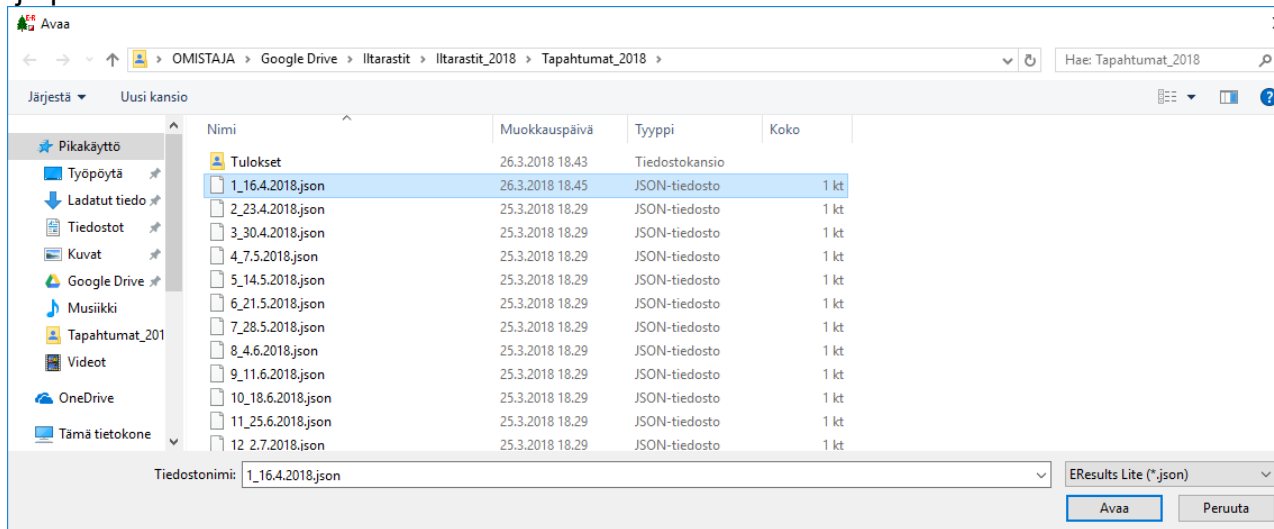 Avaa
OMISTAJA > Google Drive > Iltarastit > Iltarastit_2018 > Tapahtumat_2018 >
Hae: Tapahtumat_2018
Järjestä
Uusi kansio
Nimi Muokkauspäivä Tyyppi Koko
Pikakäyttö
Työpöytä
Ladatut tiedo
Tiedostot
Kuvat
Google Drive
Musiikki
Tapahtumat_201
Videot
OneDrive
Tämä tietokone
Tulokset 26.3.2018 18.43 Tiedostokansio
1_16.4.2018.json 26.3.2018 18.45 JSON-tiedosto 1 kt
2_23.4.2018.json 25.3.2018 18.29 JSON-tiedosto 1 kt
3_30.4.2018.json 25.3.2018 18.29 JSON-tiedosto 1 kt
4_7.5.2018.json 25.3.2018 18.29 JSON-tiedosto 1 kt
5_14.5.2018.json 25.3.2018 18.29 JSON-tiedosto 1 kt
6_21.5.2018.json 25.3.2018 18.29 JSON-tiedosto 1 kt
7_28.5.2018.json 25.3.2018 18.29 JSON-tiedosto 1 kt
8_4.6.2018.json 25.3.2018 18.29 JSON-tiedosto 1 kt
9_11.6.2018.json 25.3.2018 18.29 JSON-tiedosto 1 kt
10_18.6.2018.json 25.3.2018 18.29 JSON-tiedosto 1 kt
11_25.6.2018.json 25.3.2018 18.29 JSON-tiedosto 1 kt
12_2.7.2018.json 25.3.2018 18.29 JSON-tiedosto 1 kt
Tiedostonimi: 1_16.4.2018.json
EResults Lite (*.json)
Avaa Peruuta